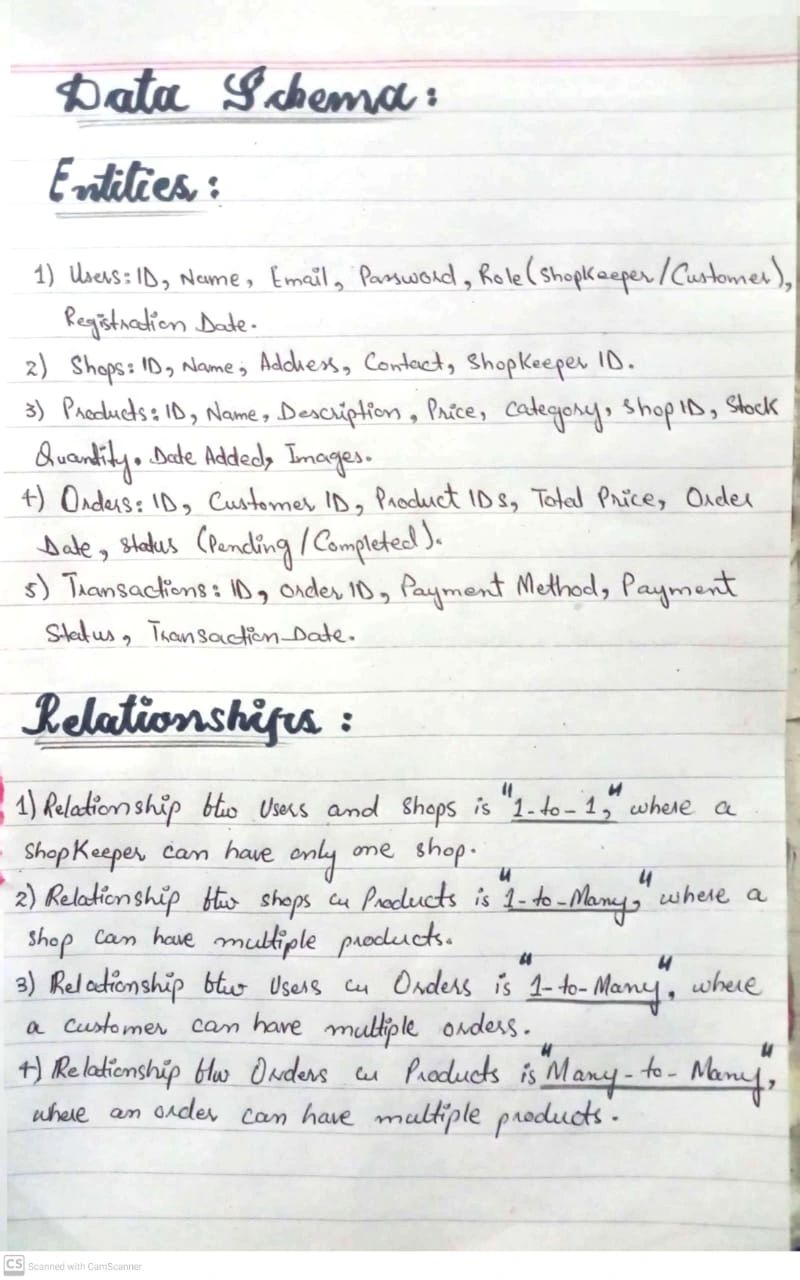 Data Schema:
Entities:
1) Users: ID, Name, Email, Password, Role (Shopkeeper/Customer),
Registration Date.
2) Shops: ID, Name, Address, Contact, Shopkeeper ID.
3) Products: ID, Name, Description, Price, Category, Shop ID, Stock
Quantity, Date Added, Images.
4) Orders: ID, Customer ID, Product IDs, Total Price, Order
Date, Status (Pending/Completed).
5) Transactions: ID, Order ID, Payment Method, Payment
Status, Transaction Date.
Relationships:
1) Relationship btw Users and Shops is "1-to-1," where a
Shopkeeper can have only one shop.
2) Relationship btw shops Products is "1-to-Many," where a
shop can have multiple products.
3) Relationship btw Users Orders is "1-to-Many", where
a customer can have multiple orders.
4) Relationship btw Orders Products is "Many-to-Many",
where an order can have multiple products.
CS Scanned with CamScanner